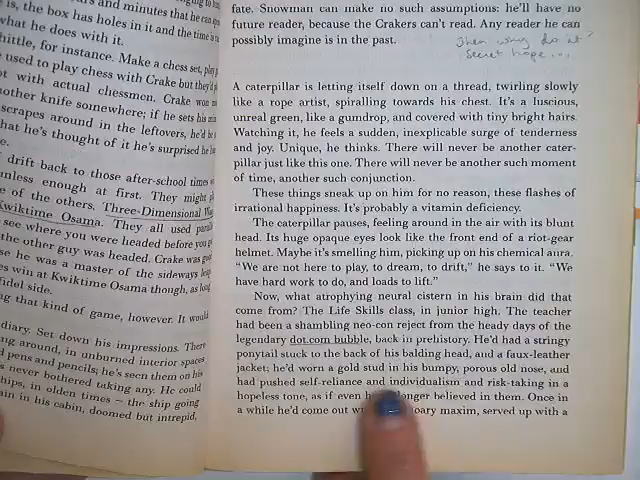 is, the box has holes in it and the time is
what he does with it.
hittle, for instance. Make a chess set, play
used to play chess with Crake but they'd
t with actual chessmen. Crake won
nother knife somewhere; if he sets his
scrapes around in the leftovers, he'd be
hat he's thought of it he's surprised he
e.
drift back to those after-school times
nless enough at first. They might
e of the others. Three-Dimensional
Kwiktime Osama. They all used
see where you were headed before you
the other guy was headed. Crake was
se he was a master of the sideways leap
es win at Kwiktime Osama though, as long
fidel side.
ng that kind of game, however. It would
diary. Set down his impressions. There
ng around, in unburned interior spaces
d pens and pencils; he's seen them on his
s never bothered taking any. He could
hips, in olden times – the ship going
ain in his cabin, doomed but intrepid,
fate. Snowman can make no such assumptions: he'll have no
future reader, because the Crakers can't read. Any reader he can
possibly imagine is in the past.
Then why do it?
Secret hope...
A caterpillar is letting itself down on a thread, twirling slowly
like a rope artist, spiralling towards his chest. It's a luscious,
unreal green, like a gumdrop, and covered with tiny bright hairs.
Watching it, he feels a sudden, inexplicable surge of tenderness
and joy. Unique, he thinks. There will never be another cater-
pillar just like this one. There will never be another such moment
of time, another such conjunction.
These things sneak up on him for no reason, these flashes of
irrational happiness. It's probably a vitamin deficiency.
The caterpillar pauses, feeling around in the air with its blunt
head. Its huge opaque eyes look like the front end of a riot-gear
helmet. Maybe it's smelling him, picking up on his chemical aura.
"We are not here to play, to dream, to drift," he says to it. "We
have hard work to do, and loads to lift."
Now, what atrophying neural cistern in his brain did that
come from? The Life Skills class, in junior high. The teacher
had been a shambling neo-con reject from the heady days of the
legendary dot.com bubble, back in prehistory. He'd had a stringy
ponytail stuck to the back of his balding head, and a faux-leather
jacket; he'd worn a gold stud in his bumpy, porous old nose, and
had pushed self-reliance and individualism and risk-taking in a
hopeless tone, as if even longer believed in them. Once in
a while he'd come out hoary maxim, served up with a